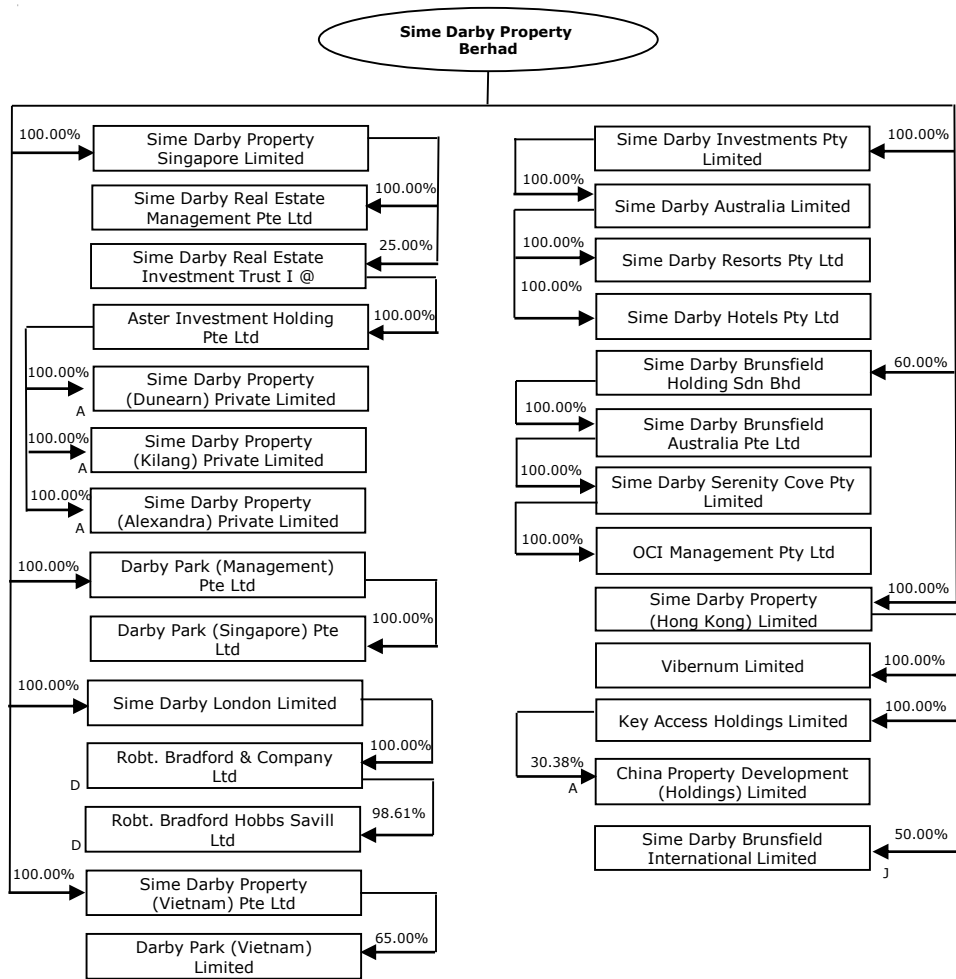 Sime Darby Property
Berhad
100.00%
Sime Darby Property
Singapore Limited
100.00%
Sime Darby Real Estate
Management Pte Ltd
25.00%
Sime Darby Real Estate
Investment Trust I @
Aster Investment Holding
Pte Ltd
100.00%
100.00%
A
Sime Darby Property
(Dunearn) Private Limited
100.00%
A
Sime Darby Property
(Kilang) Private Limited
100.00%
A
Sime Darby Property
(Alexandra) Private Limited
100.00%
Darby Park (Management)
Pte Ltd
100.00%
Darby Park (Singapore) Pte
Ltd
100.00%
Sime Darby London Limited
100.00%
Robt. Bradford & Company
Ltd
D
98.61%
Robt. Bradford Hobbs Savill
Ltd
D
100.00%
Sime Darby Property
(Vietnam) Pte Ltd
65.00%
Darby Park (Vietnam)
Limited
Sime Darby Investments Pty
Limited
100.00%
100.00%
Sime Darby Australia Limited
100.00%
Sime Darby Resorts Pty Ltd
100.00%
Sime Darby Hotels Pty Ltd
Sime Darby Brunsfield
Holding Sdn Bhd
60.00%
100.00%
Sime Darby Brunsfield
Australia Pte Ltd
100.00%
Sime Darby Serenity Cove Pty
Limited
100.00%
OCI Management Pty Ltd
Sime Darby Property
(Hong Kong) Limited
100.00%
Vibernum Limited
100.00%
Key Access Holdings Limited
100.00%
30.38%
A
China Property Development
(Holdings) Limited
Sime Darby Brunsfield
International Limited
50.00%
J